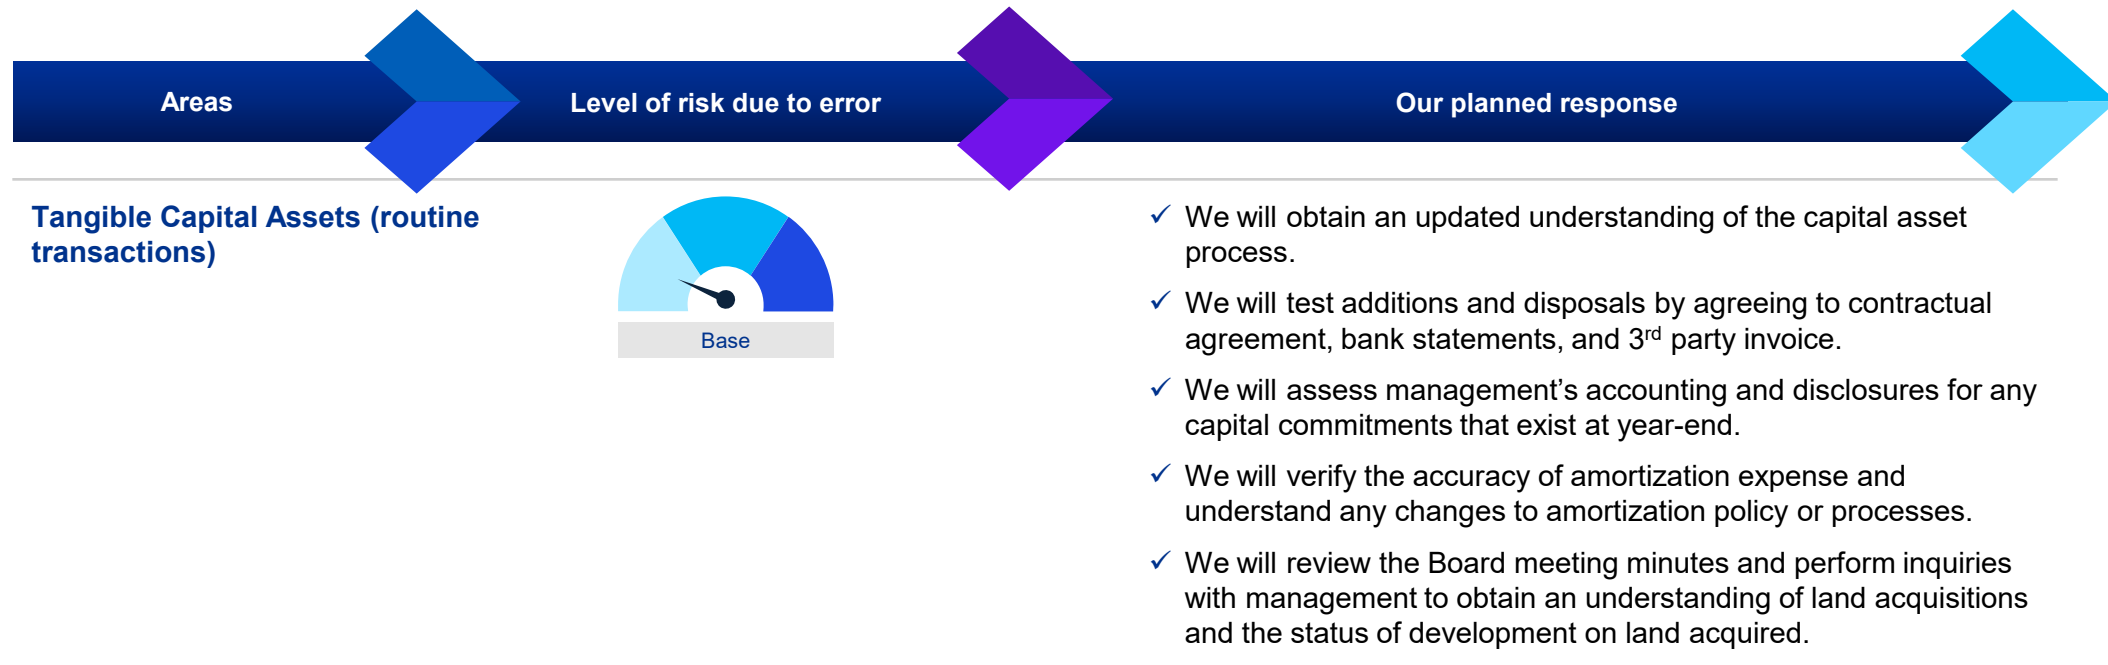 Areas
Level of risk due to error
Our planned response
Tangible Capital Assets (routine
transactions)
Base
✓ We will obtain an updated understanding of the capital asset
process.
✓ We will test additions and disposals by agreeing to contractual
agreement, bank statements, and 3rd party invoice.
✓ We will assess management’s accounting and disclosures for any
capital commitments that exist at year-end.
✓ We will verify the accuracy of amortization expense and
understand any changes to amortization policy or processes.
✓ We will review the Board meeting minutes and perform inquiries
with management to obtain an understanding of land acquisitions
and the status of development on land acquired.